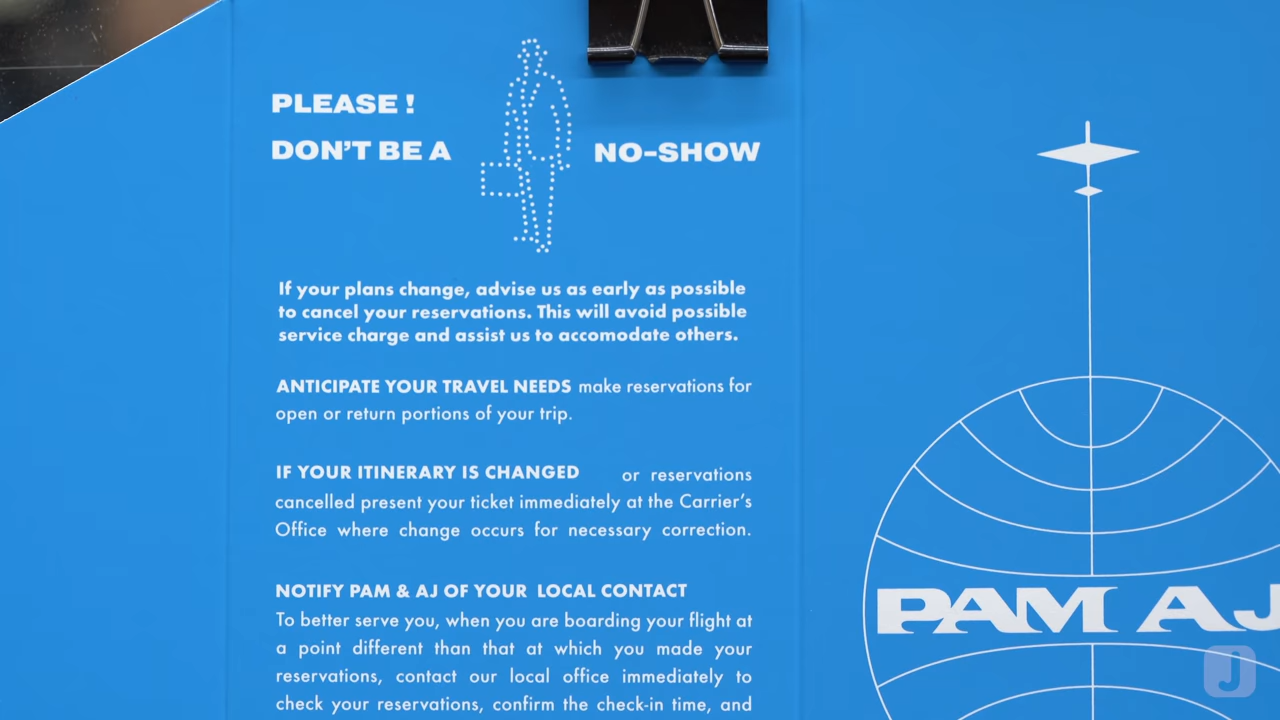 PLEASE !
DON'T BE A NO-SHOW
If your plans change, advise us as early as possible
to cancel your reservations. This will avoid possible
service charge and assist us to accomodate others.
ANTICIPATE YOUR TRAVEL NEEDS make reservations for
open or return portions of your trip.
IF YOUR ITINERARY IS CHANGED or reservations
cancelled present your ticket immediately at the Carrier's
Office where change occurs for necessary correction.
NOTIFY PAM & AJ OF YOUR LOCAL CONTACT
To better serve you, when you are boarding your flight at
a point different than that at which you made your
reservations, contact our local office immediately to
check your reservations, confirm the check-in time, and
PAM AJ
J